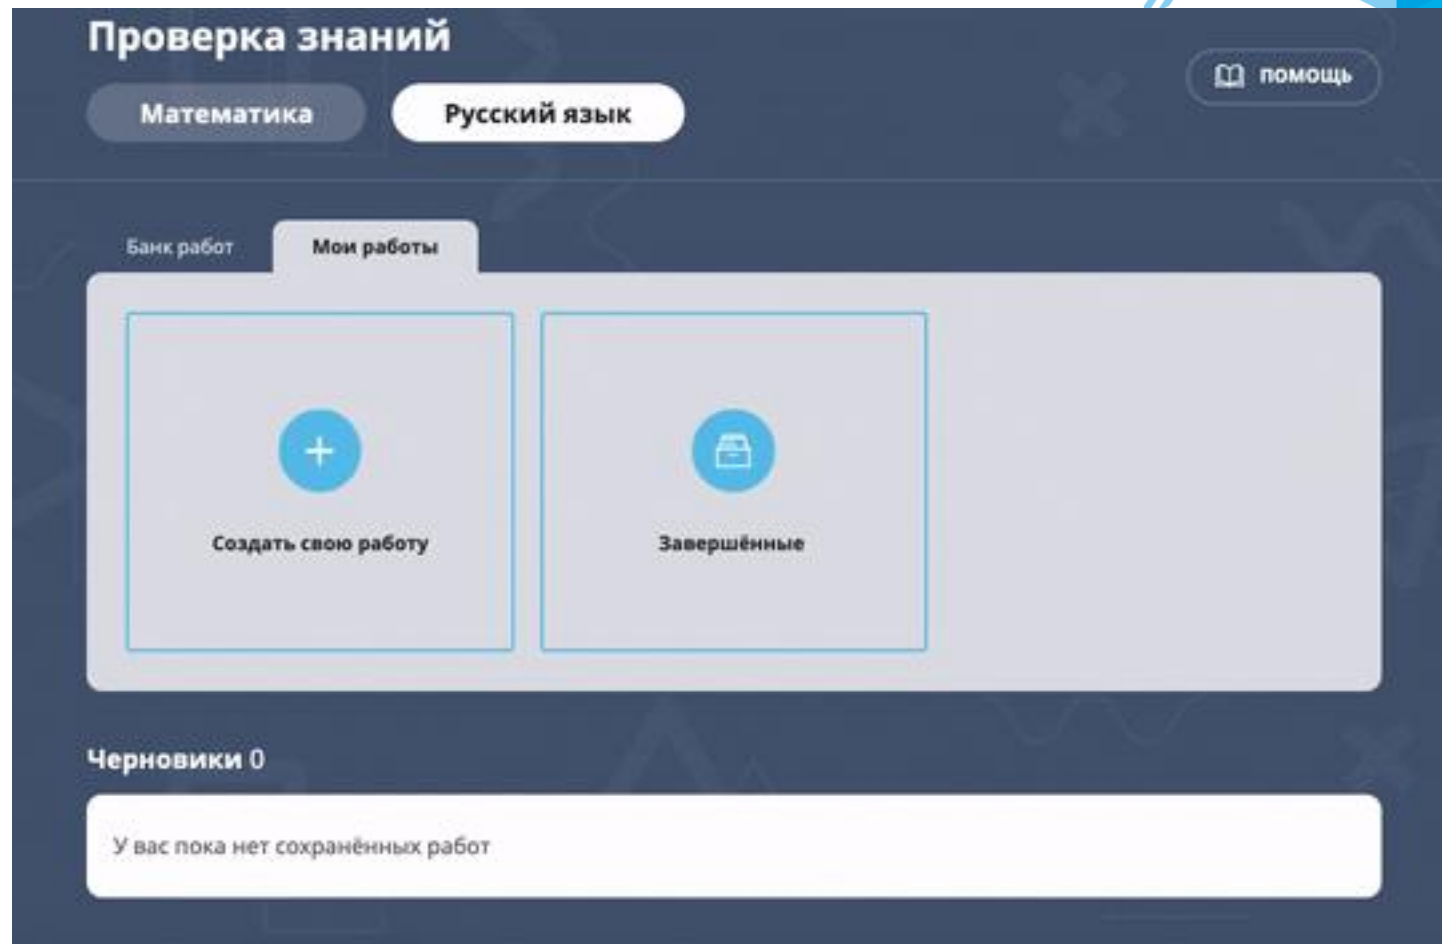 Проверка знаний
помощь
Математика Русский язык
Банк работ Мои работы
Создать свою работу Завершённые
Черновики 0
У вас пока нет сохранённых работ